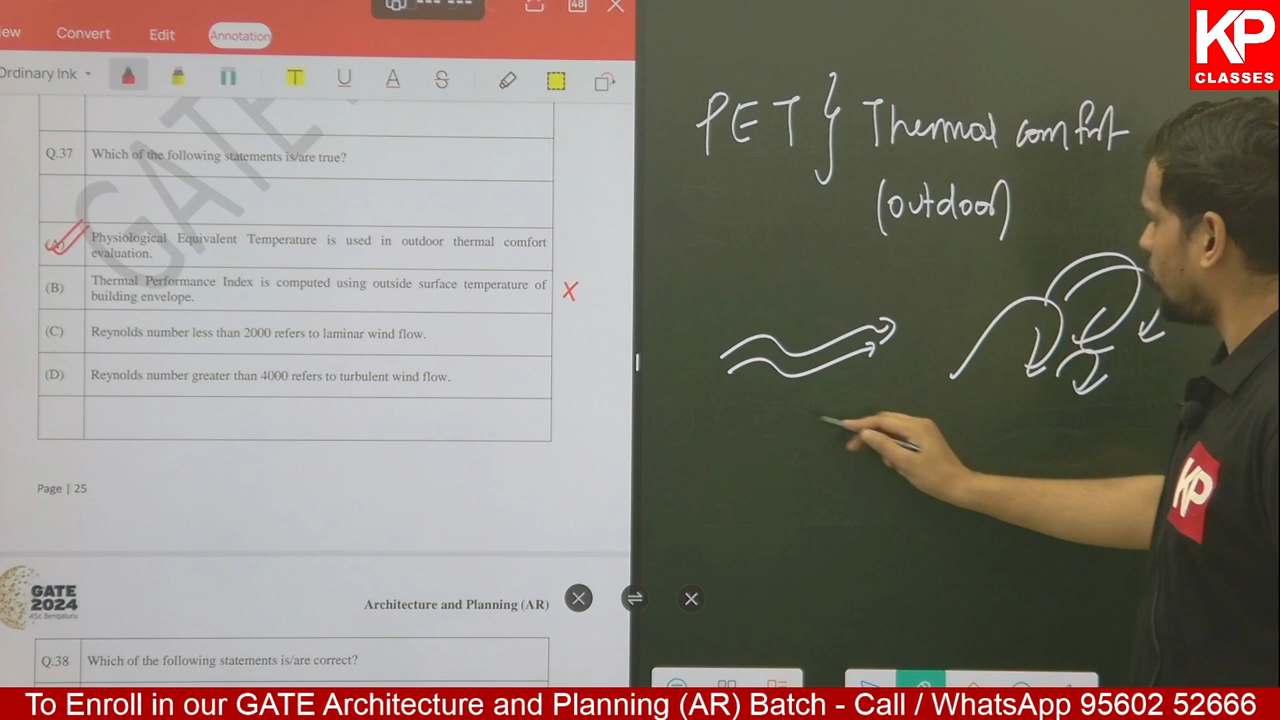 48
Convert
Edit
Annotation
Ordinary Ink
T
U
A
S
GATE
Q.37 Which of the following statements is/are true?
(A) Physiological Equivalent Temperature is used in outdoor thermal comfort
evaluation.
(B) Thermal Performance Index is computed using outside surface temperature of
building envelope.
(C) Reynolds number less than 2000 refers to laminar wind flow.
(D) Reynolds number greater than 4000 refers to turbulent wind flow.
Page | 25
GATE
2024
IISc Bengaluru
Architecture and Planning (AR)
Q.38 Which of the following statements is/are correct?
PET } Thermal comfort
(outdoor)
KP
CLASSES
KP
To Enroll in our GATE Architecture and Planning (AR) Batch - Call / WhatsApp 95602 52666